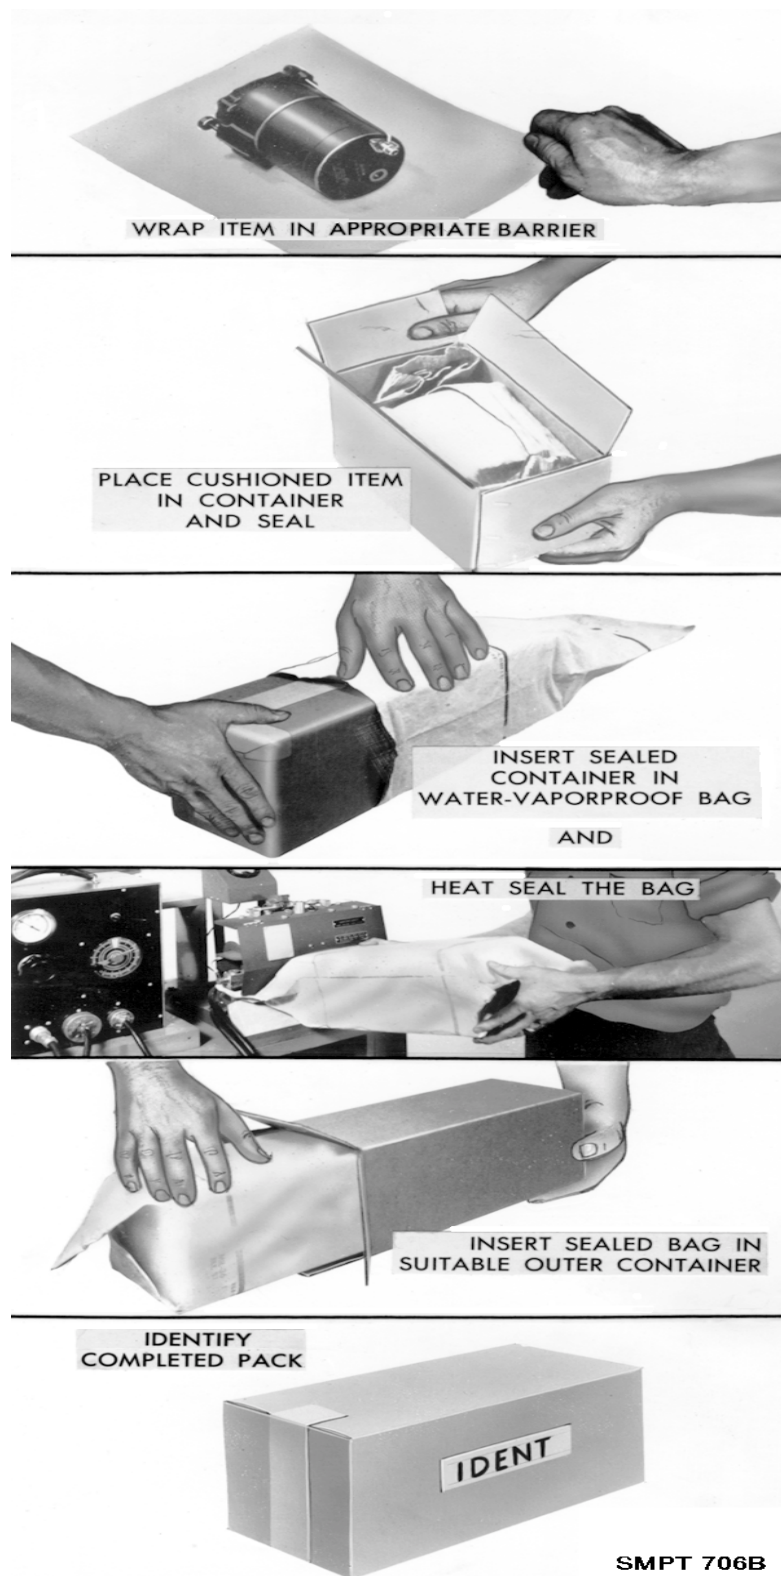 WRAP ITEM IN APPROPRIATE BARRIER
PLACE CUSHIONED ITEM
IN CONTAINER
AND SEAL
INSERT SEALED
CONTAINER IN
WATER-VAPORPROOF BAG
AND
HEAT SEAL THE BAG
INSERT SEALED BAG IN
SUITABLE OUTER CONTAINER
IDENTIFY
COMPLETED PACK
IDENT
SMPT 706B